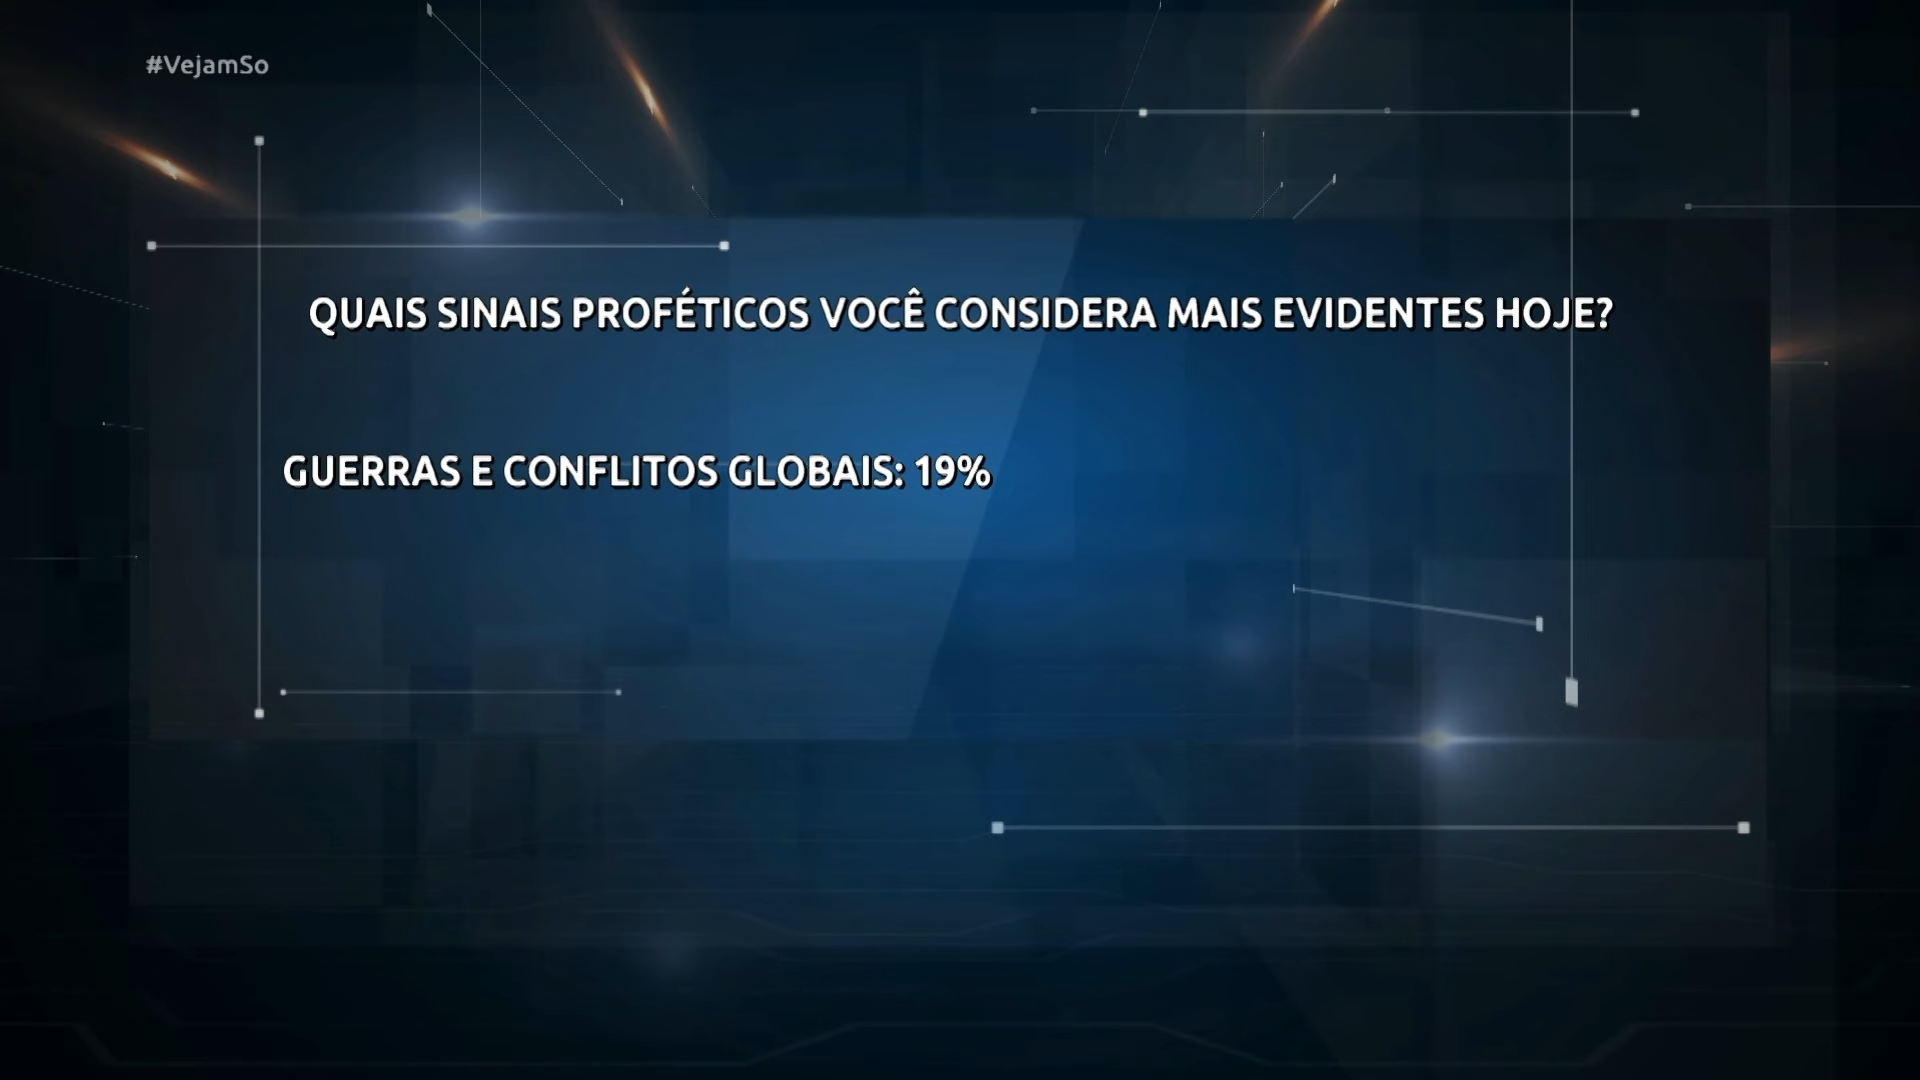 #VejamSo
QUAIS SINAIS PROFÉTICOS VOCÊ CONSIDERA MAIS EVIDENTES HOJE?
GUERRAS E CONFLITOS GLOBAIS: 19%